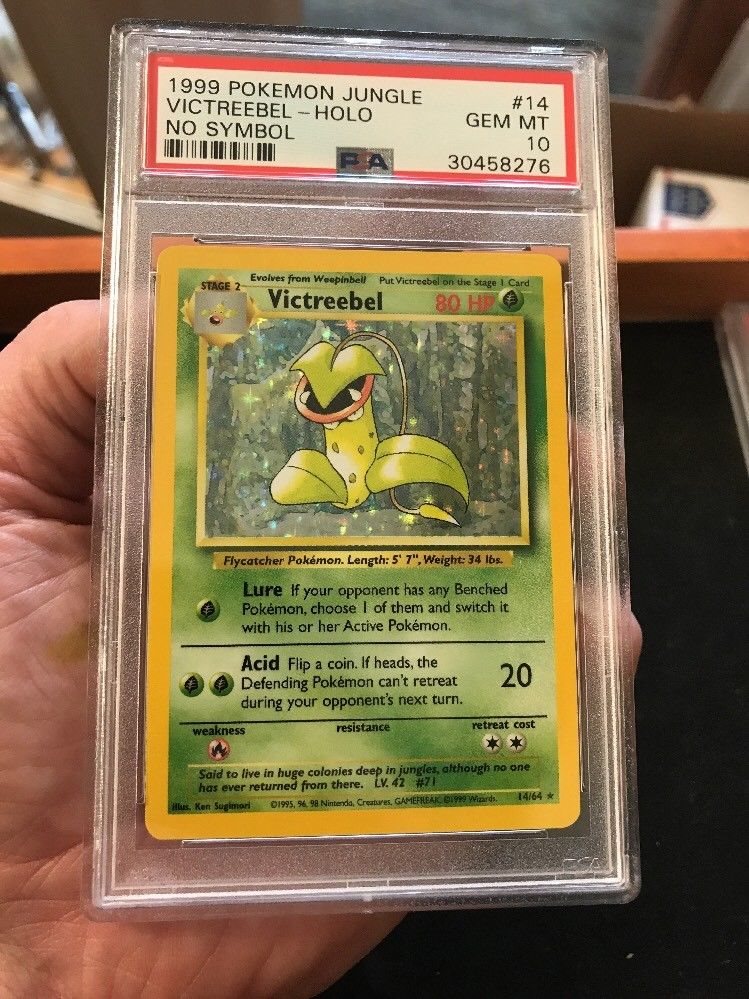 1999 POKEMON JUNGLE #14
VICTREEBEL - HOLO GEM MT
NO SYMBOL 10
PSA 30458276
STAGE 2 Evolves from Weepinbell Put Victreebel on the Stage 1 Card
Victreebel 80 HP
Flycatcher Pokémon. Length: 5' 7", Weight: 34 lbs.
Lure If your opponent has any Benched
Pokémon, choose 1 of them and switch it
with his or her Active Pokémon.
Acid Flip a coin. If heads, the
Defending Pokémon can't retreat 20
during your opponent's next turn.
weakness resistance retreat cost
Said to live in huge colonies deep in jungles, although no one
has ever returned from there. LV. 42 #71
Illus. Ken Sugimori ©1995, 96, 98 Nintendo, Creatures, GAMEFREAK. ©1999 Wizards. 14/64 ★
PSA